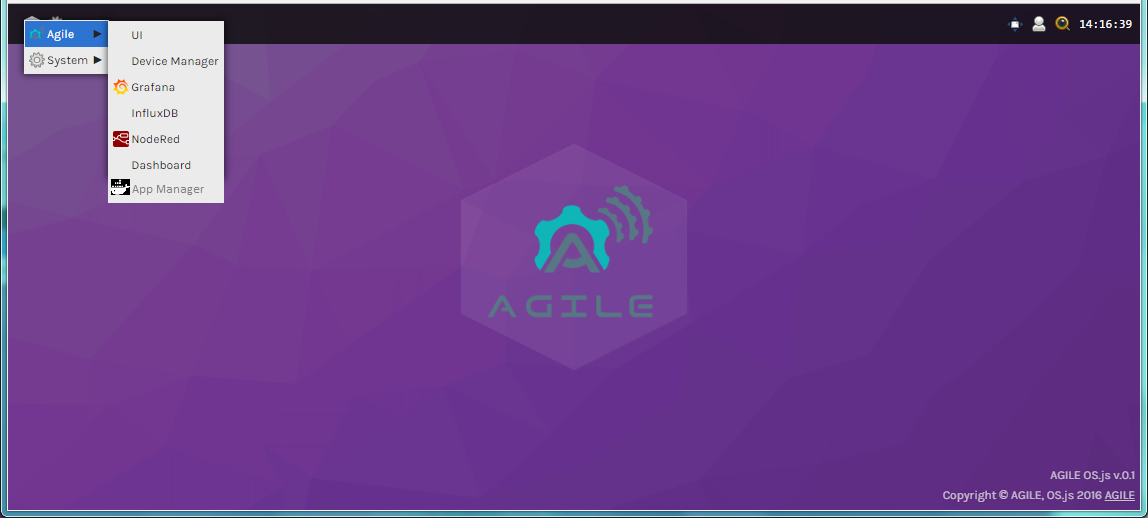 14:16:39
Agile
System
UI
Device Manager
Grafana
InfluxDB
NodeRed
Dashboard
App Manager
AGILE
AGILE OS.js v.0.1
Copyright © AGILE, OS.js 2016 AGILE